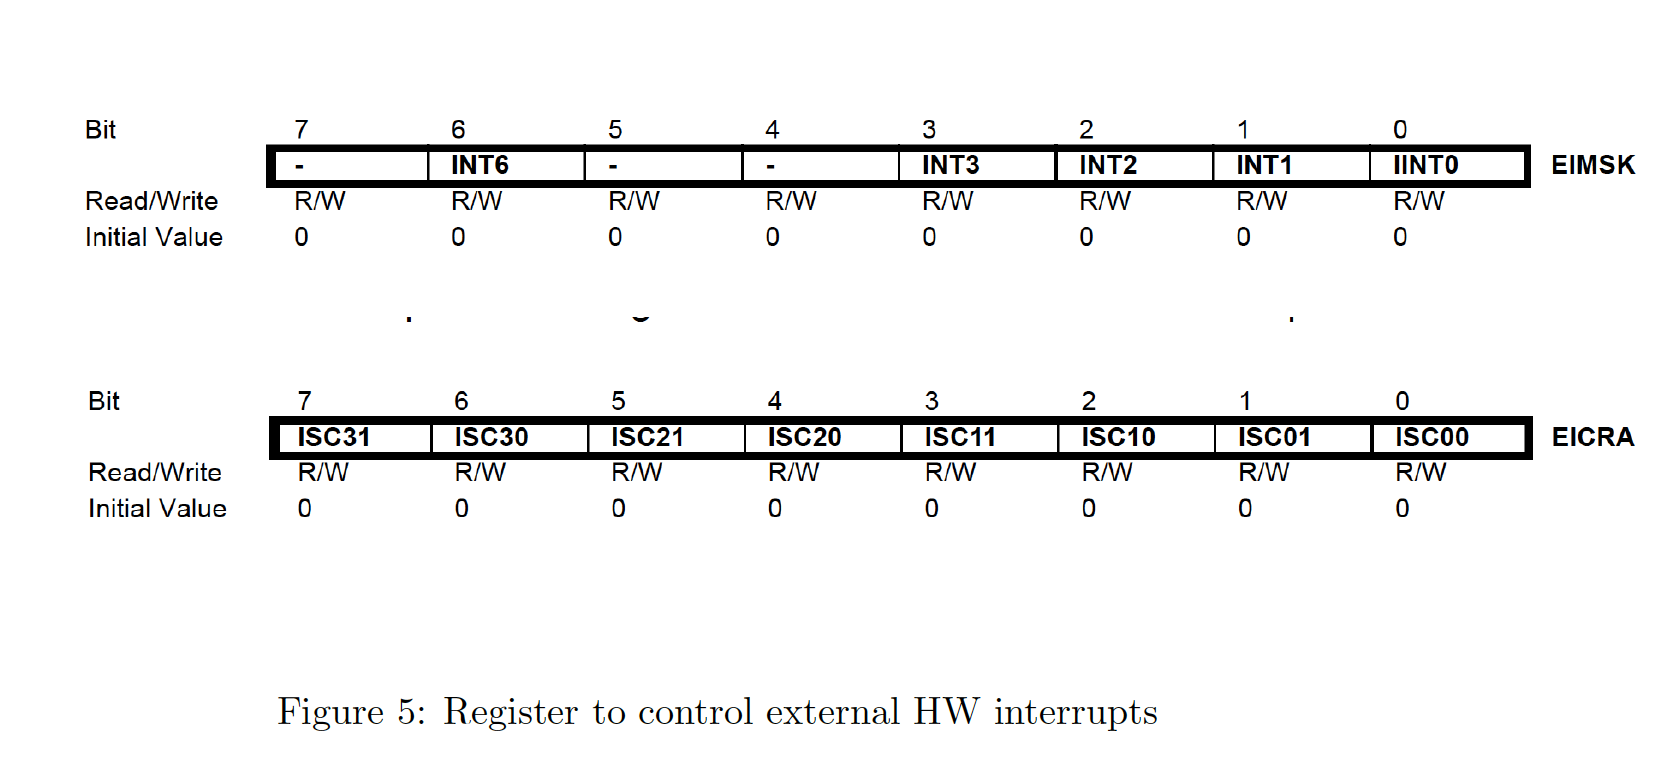 Bit 7 6 5 4 3 2 1 0
- INT6 - - INT3 INT2 INT1 IINT0 EIMSK
Read/Write R/W R/W R/W R/W R/W R/W R/W R/W
Initial Value 0 0 0 0 0 0 0 0
Bit 7 6 5 4 3 2 1 0
ISC31 ISC30 ISC21 ISC20 ISC11 ISC10 ISC01 ISC00 EICRA
Read/Write R/W R/W R/W R/W R/W R/W R/W R/W
Initial Value 0 0 0 0 0 0 0 0
Figure 5: Register to control external HW interrupts